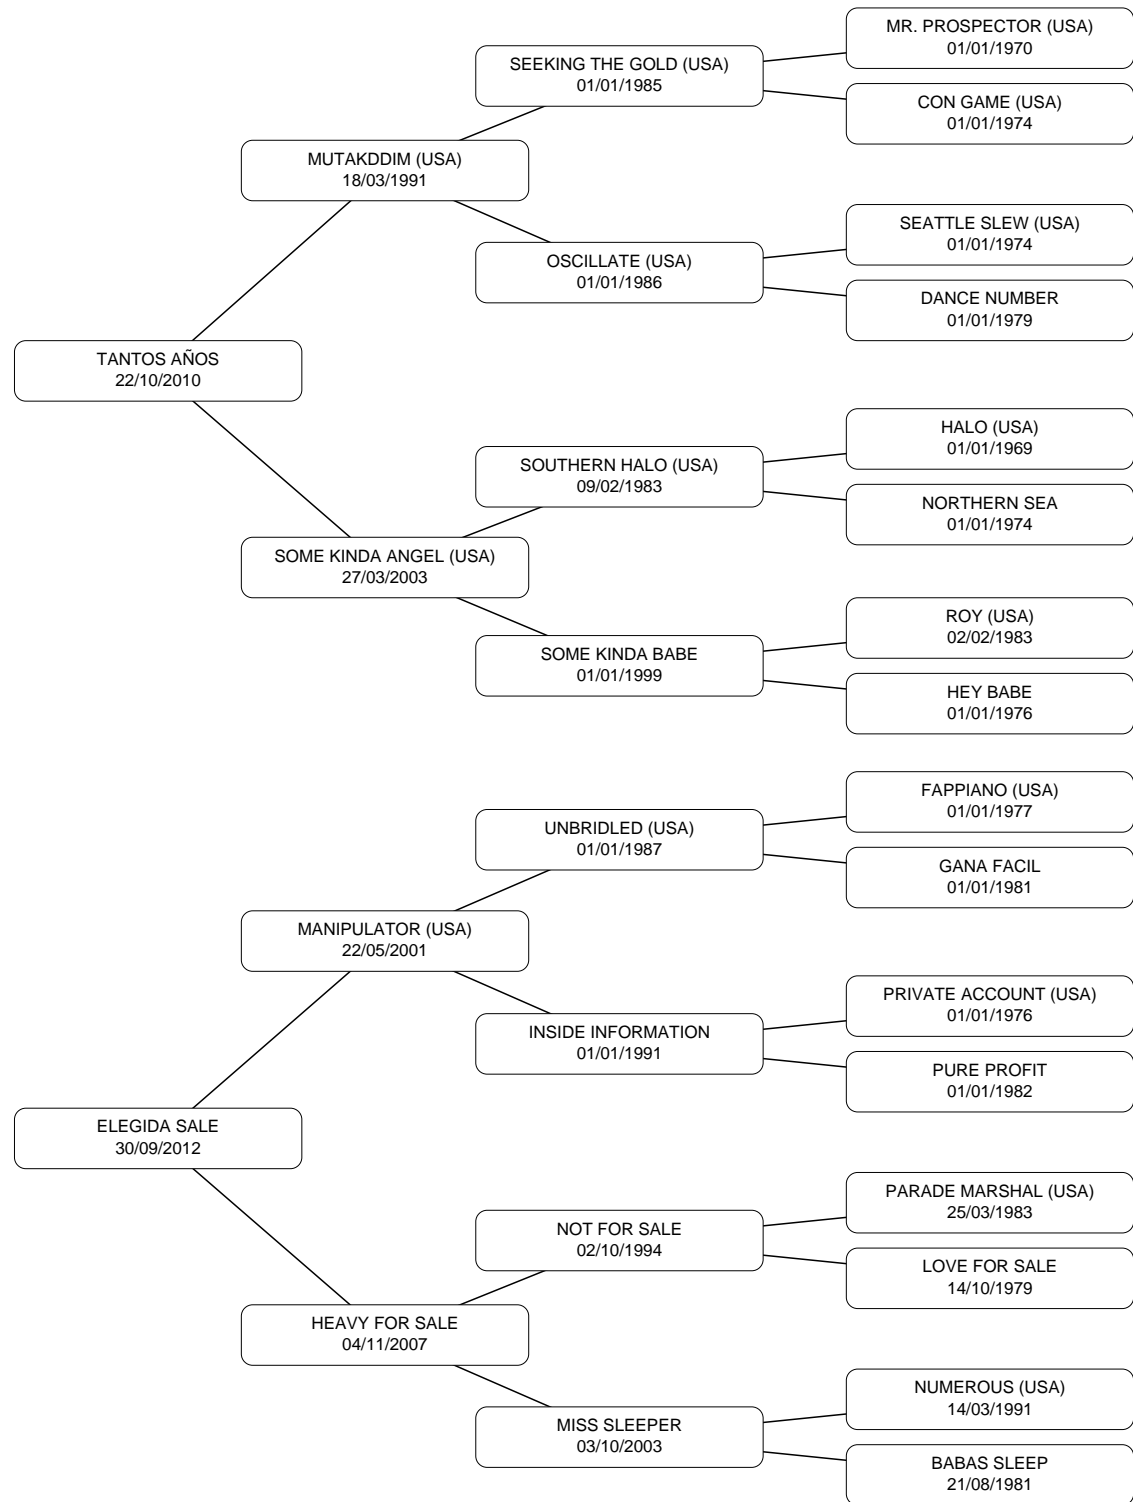 MR. PROSPECTOR (USA)
01/01/1970
SEEKING THE GOLD (USA)
01/01/1985
CON GAME (USA)
01/01/1974
MUTAKDDIM (USA)
18/03/1991
SEATTLE SLEW (USA)
01/01/1974
OSCILLATE (USA)
01/01/1986
DANCE NUMBER
01/01/1979
TANTOS AÑOS
22/10/2010
HALO (USA)
01/01/1969
SOUTHERN HALO (USA)
09/02/1983
NORTHERN SEA
01/01/1974
SOME KINDA ANGEL (USA)
27/03/2003
ROY (USA)
02/02/1983
SOME KINDA BABE
01/01/1999
HEY BABE
01/01/1976
FAPPIANO (USA)
01/01/1977
UNBRIDLED (USA)
01/01/1987
GANA FACIL
01/01/1981
MANIPULATOR (USA)
22/05/2001
PRIVATE ACCOUNT (USA)
01/01/1976
INSIDE INFORMATION
01/01/1991
PURE PROFIT
01/01/1982
ELEGIDA SALE
30/09/2012
PARADE MARSHAL (USA)
25/03/1983
NOT FOR SALE
02/10/1994
LOVE FOR SALE
14/10/1979
HEAVY FOR SALE
04/11/2007
NUMEROUS (USA)
14/03/1991
MISS SLEEPER
03/10/2003
BABAS SLEEP
21/08/1981